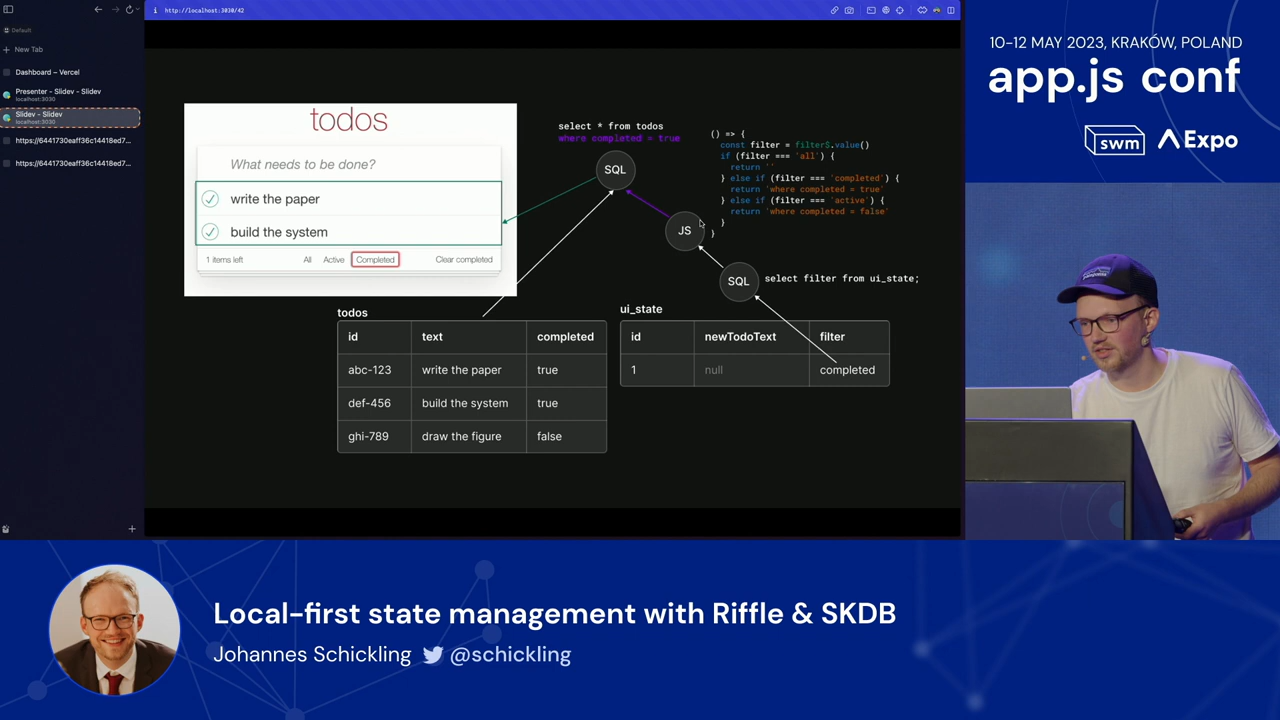 http://localhost:3030/42
Default
New Tab
Dashboard – Vercel
Presenter - Slidev - Slidev
localhost:3030
Slidev - Slidev
localhost:3030
https://6441730eaff36c14418ed7...
https://6441730eaff36c14418ed7...
todos
What needs to be done?
write the paper
build the system
1 items left
All
Active
Completed
Clear completed
select * from todos
where completed = true
SQL
JS
SQL
() => {
const filter = filter$.value()
if (filter === 'all') {
return ''
} else if (filter === 'completed') {
return 'where completed = true'
} else if (filter === 'active') {
return 'where completed = false'
}
}
select filter from ui_state;
todos
id text completed
abc-123 write the paper true
def-456 build the system true
ghi-789 draw the figure false
ui_state
id newTodoText filter
1 null completed
10-12 MAY 2023, KRAKÓW, POLAND
app.js conf
swm
Expo
Local-first state management with Riffle & SKDB
Johannes Schickling @schickling